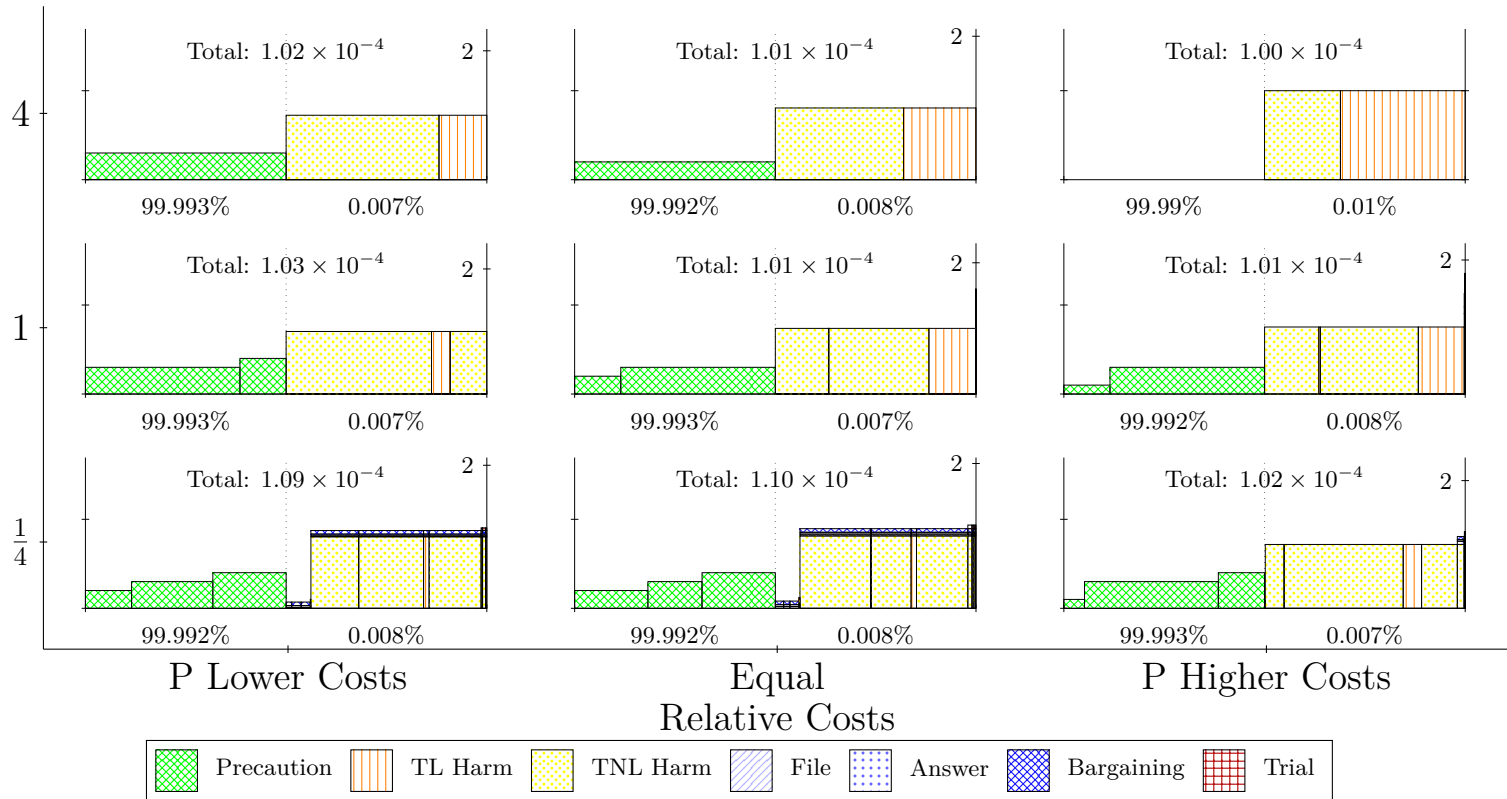 Total: 1.02 × 10⁻⁴ 2 Total: 1.01 × 10⁻⁴ 2 Total: 1.00 × 10⁻⁴
4
99.993% 0.007% 99.992% 0.008% 99.99% 0.01%
Total: 1.03 × 10⁻⁴ 2 Total: 1.01 × 10⁻⁴ 2 Total: 1.01 × 10⁻⁴ 2
1
99.993% 0.007% 99.993% 0.007% 99.992% 0.008%
Total: 1.09 × 10⁻⁴ 2 Total: 1.10 × 10⁻⁴ 2 Total: 1.02 × 10⁻⁴ 2
1/4
99.992% 0.008% 99.992% 0.008% 99.993% 0.007%
P Lower Costs Equal P Higher Costs
Relative Costs
Precaution TL Harm TNL Harm File Answer Bargaining Trial